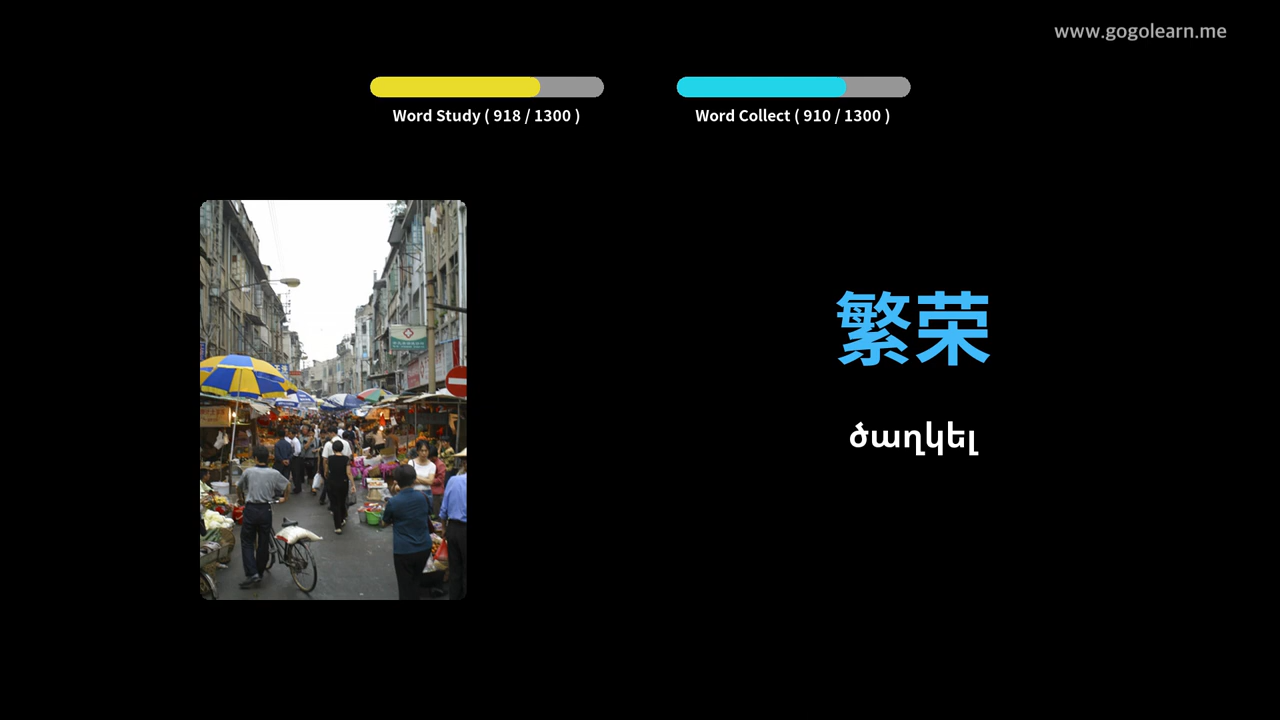 www.gogolearn.me
Word Study ( 918 / 1300 )
Word Collect ( 910 / 1300 )
繁荣
ծաղկել